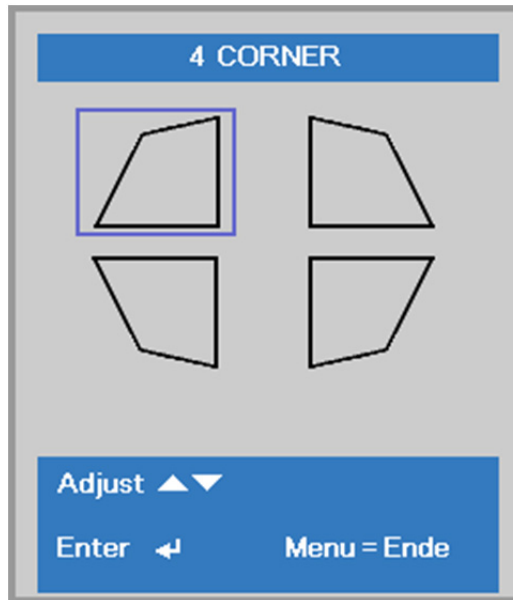 4 CORNER
Adjust ▲▼
Enter ↵
Menu = Ende